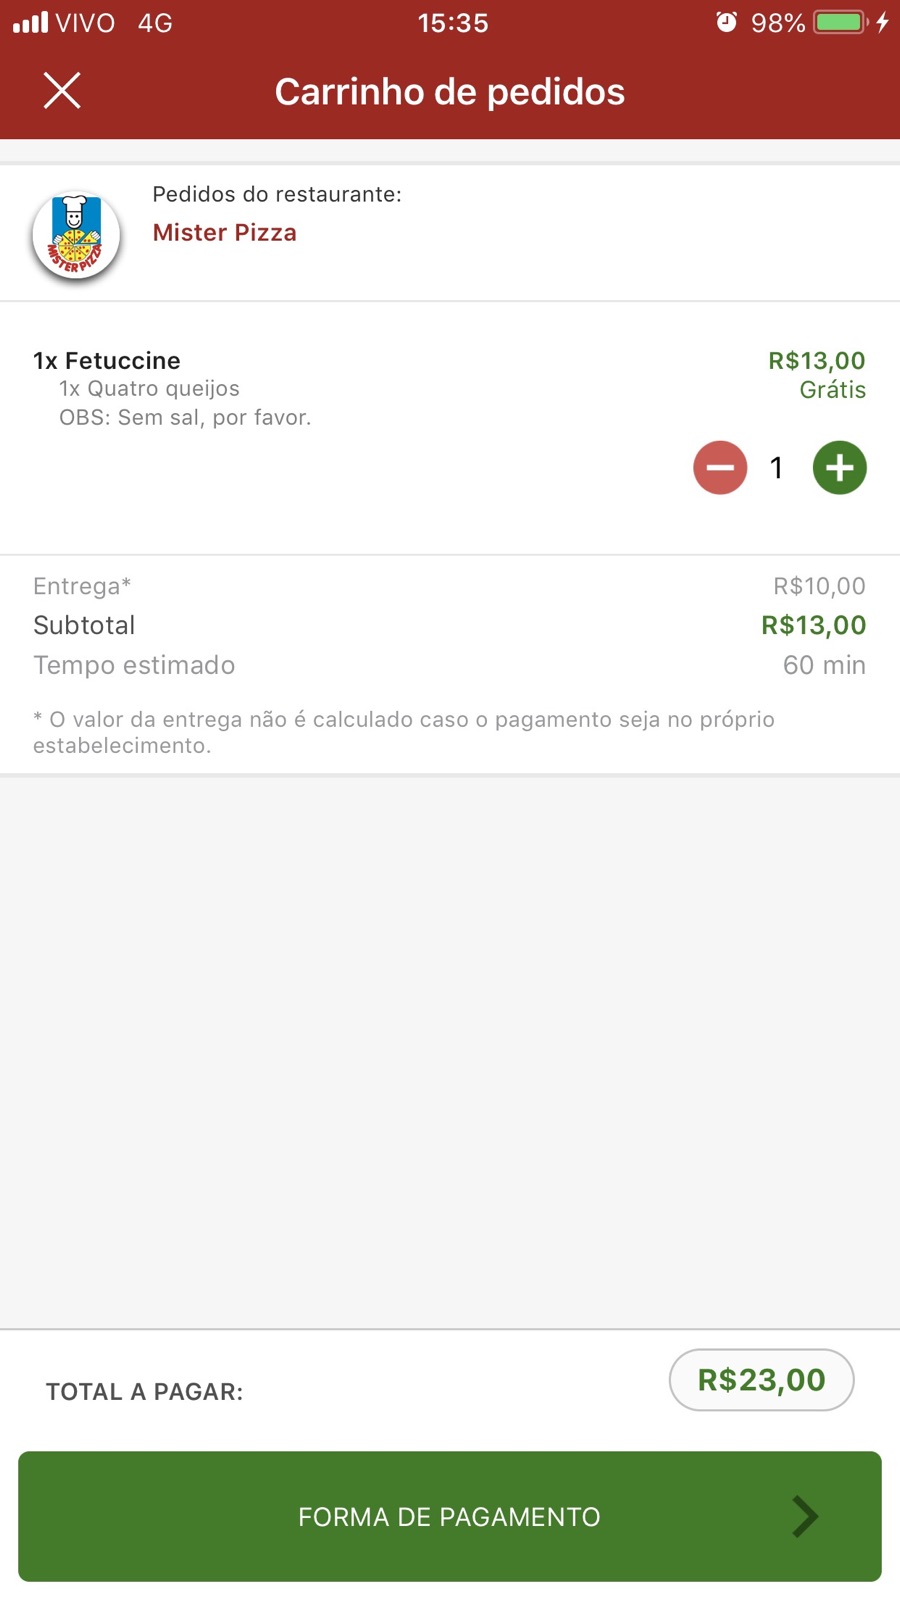 VIVO 4G 15:35 98%
Carrinho de pedidos
Pedidos do restaurante:
Mister Pizza
MISTER PIZZA
1x Fetuccine R$13,00
1x Quatro queijos Grátis
OBS: Sem sal, por favor.
1
Entrega* R$10,00
Subtotal R$13,00
Tempo estimado 60 min
* O valor da entrega não é calculado caso o pagamento seja no próprio
estabelecimento.
TOTAL A PAGAR: R$23,00
FORMA DE PAGAMENTO